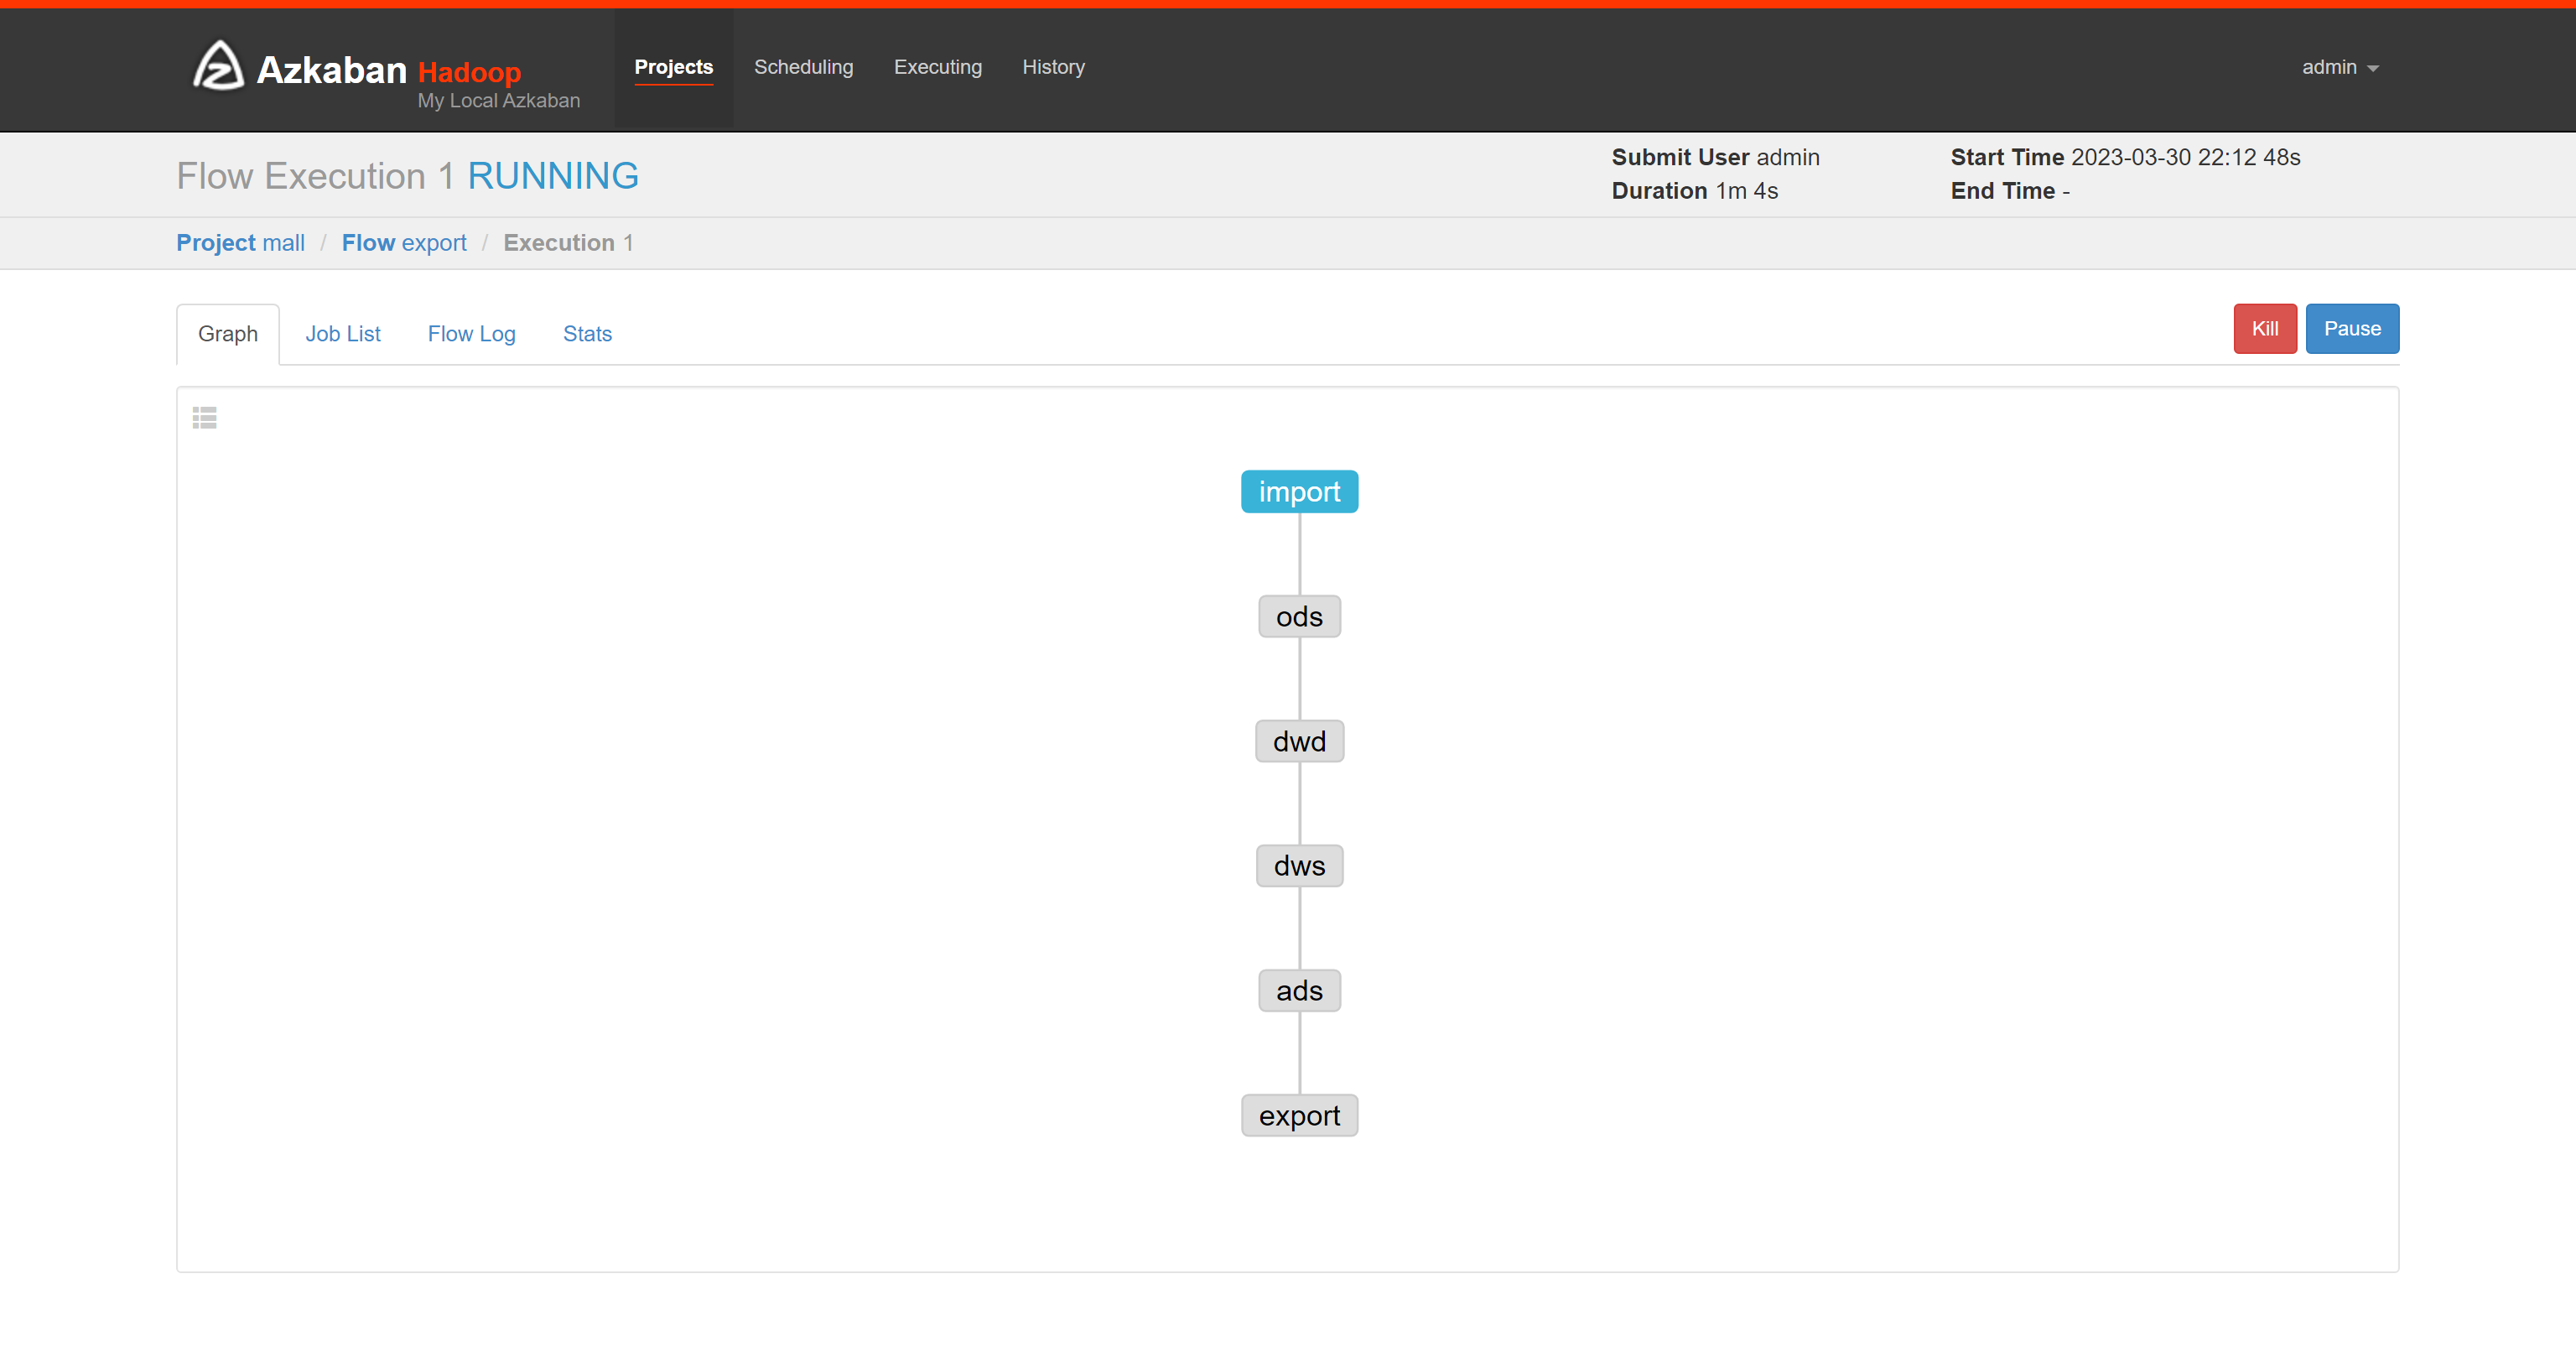 Azkaban Hadoop
My Local Azkaban
Projects
Scheduling
Executing
History
admin
Flow Execution 1 RUNNING
Submit User admin
Duration 1m 4s
Start Time 2023-03-30 22:12 48s
End Time -
Project mall / Flow export / Execution 1
Graph
Job List
Flow Log
Stats
Kill
Pause
import
ods
dwd
dws
ads
export